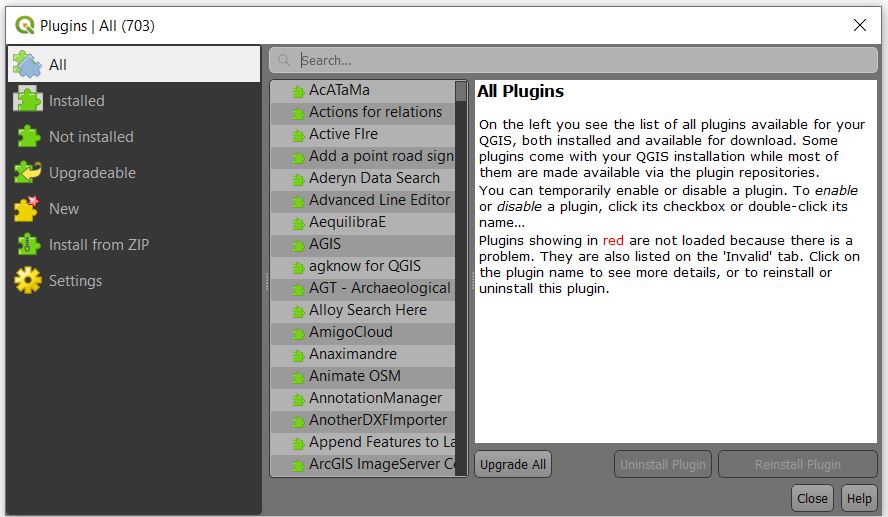 Plugins | All (703)
All
Installed
Not installed
Upgradeable
New
Install from ZIP
Settings
Search...
AcATaMa
Actions for relations
Active FIre
Add a point road sign
Aderyn Data Search
Advanced Line Editor
AequilibraE
AGIS
agknow for QGIS
AGT - Archaeological
Alloy Search Here
AmigoCloud
Anaximandre
Animate OSM
AnnotationManager
AnotherDXFImporter
Append Features to La
ArcGIS ImageServer Co
All Plugins
On the left you see the list of all plugins available for your
QGIS, both installed and available for download. Some
plugins come with your QGIS installation while most of
them are made available via the plugin repositories.
You can temporarily enable or disable a plugin. To enable
or disable a plugin, click its checkbox or double-click its
name...
Plugins showing in red are not loaded because there is a
problem. They are also listed on the 'Invalid' tab. Click on
the plugin name to see more details, or to reinstall or
uninstall this plugin.
Upgrade All
Uninstall Plugin
Reinstall Plugin
Close
Help